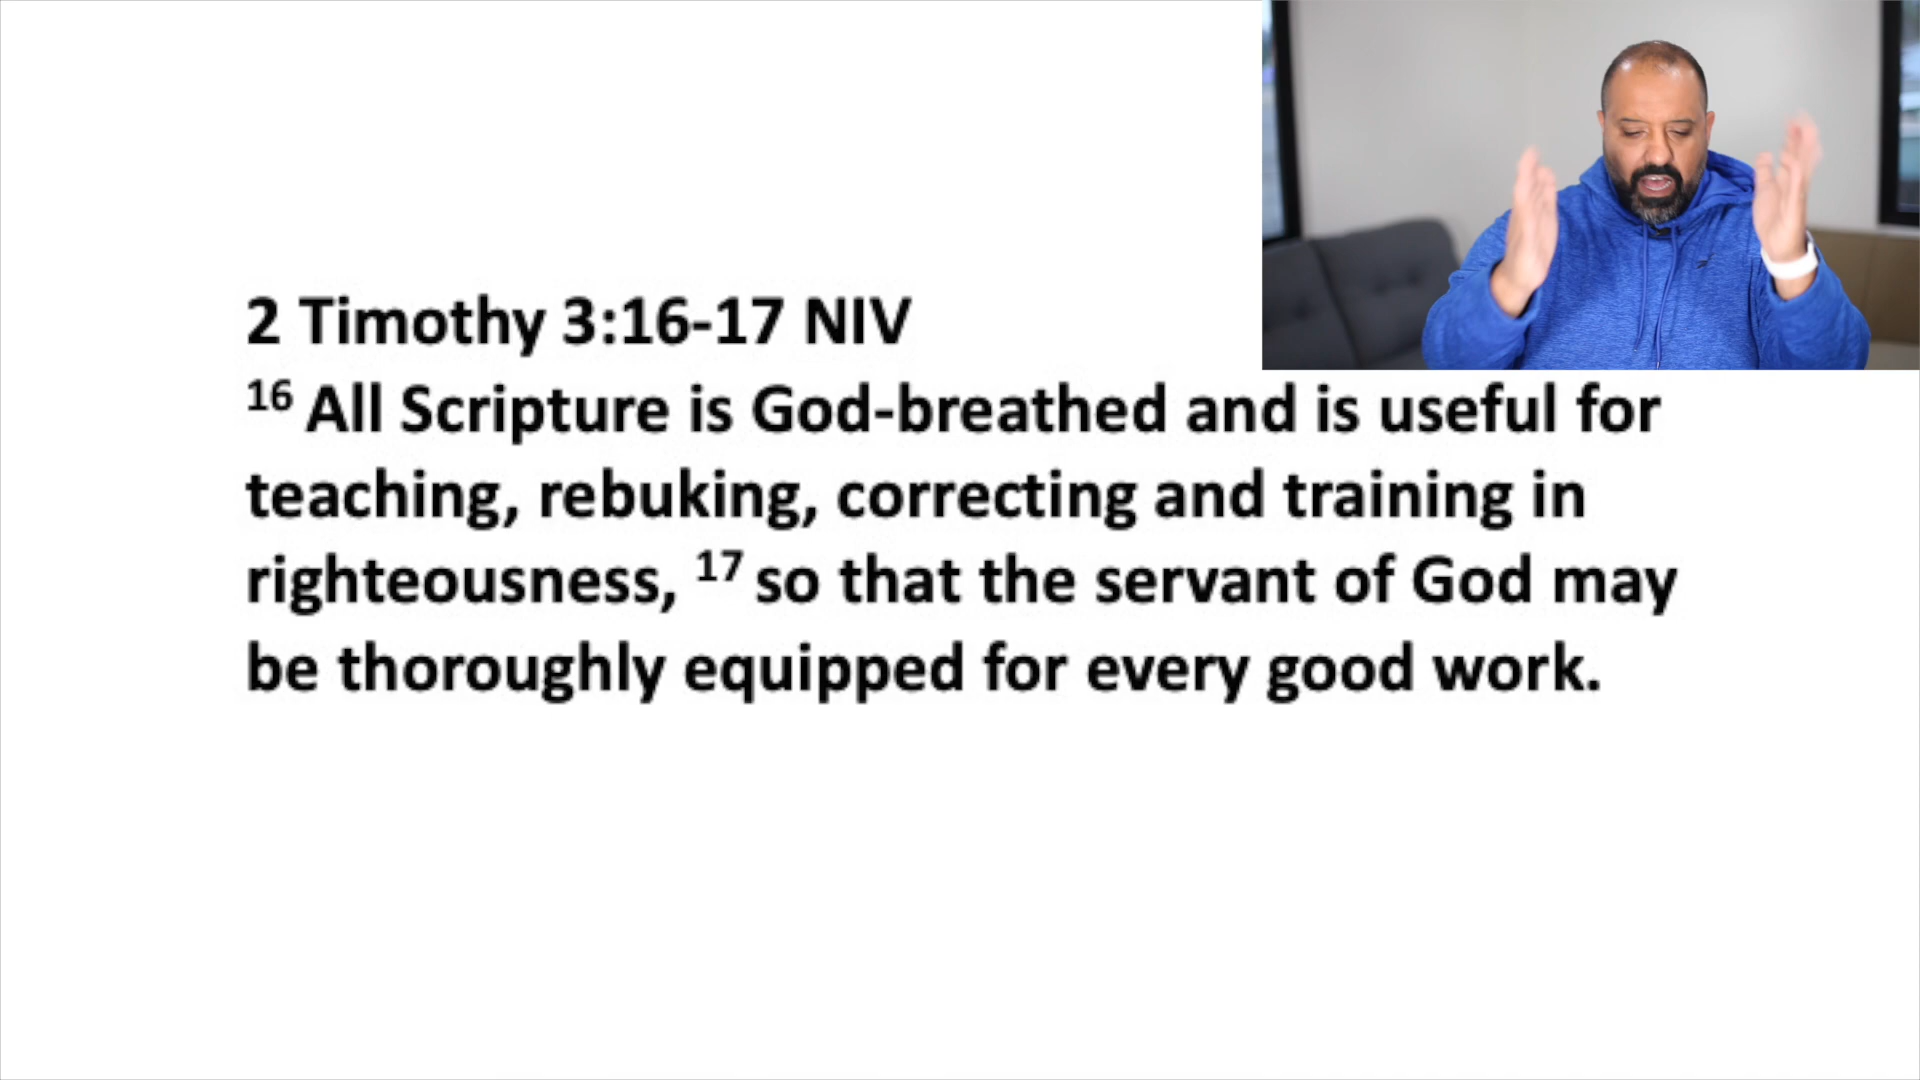 2 Timothy 3:16-17 NIV
16 All Scripture is God-breathed and is useful for
teaching, rebuking, correcting and training in
righteousness, 17 so that the servant of God may
be thoroughly equipped for every good work.